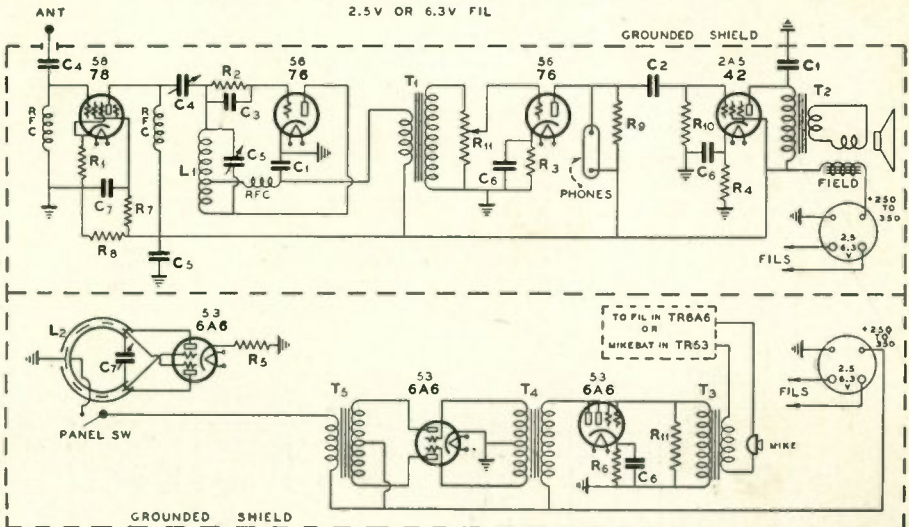 2.5V OR 6.3V FIL
ANT
GROUNDED SHIELD
C4
58
78
C4
R2
C3
56
76
T1
56
76
C2
2A5
42
C1
T2
RFC
R1
RFC
L1
C5
C1
RFC
R11
C6
R3
PHONES
R9
R10
C6
R4
FIELD
C7
R7
R8
C5
+250
TO
350
2.5
6.3
V
FILS
L2
C7
53
6A6
R5
TO FIL IN TR6A6
OR
MIKEBAT IN TR53
+250
TO
350
2.5
6.3
V
FILS
PANEL SW
T5
53
6A6
T4
53
6A6
R6
C6
R11
T3
MIKE
GROUNDED SHIELD